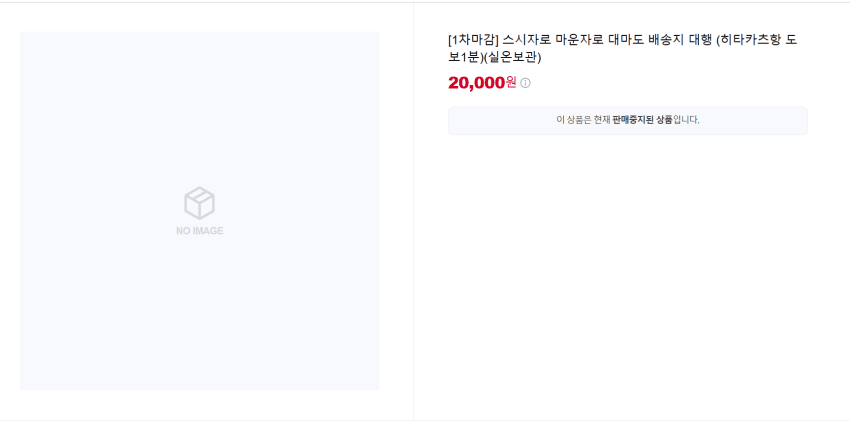 [1차마감] 스시자로 마운자로 대마도 배송지 대행 (히타카츠항 도
보1분)(실온보관)
20,000원
이 상품은 현재 판매중지된 상품입니다.
NO IMAGE